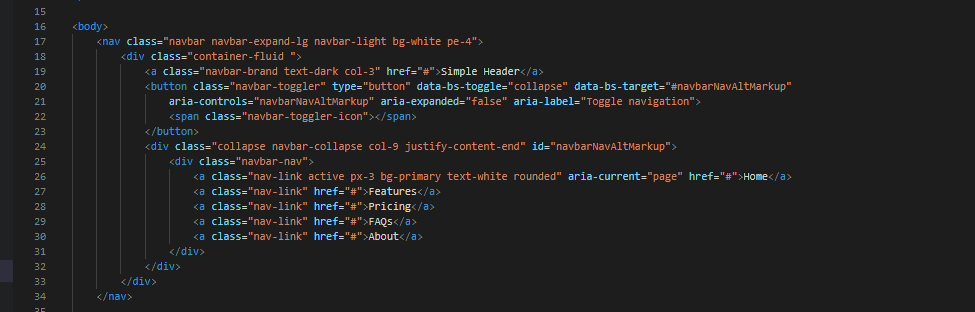 15
16 <body>
17 <nav class="navbar navbar-expand-lg navbar-light bg-white pe-4">
18 <div class="container-fluid ">
19 <a class="navbar-brand text-dark col-3" href="#">Simple Header</a>
20 <button class="navbar-toggler" type="button" data-bs-toggle="collapse" data-bs-target="#navbarNavAltMarkup"
21 aria-controls="navbarNavAltMarkup" aria-expanded="false" aria-label="Toggle navigation">
22 <span class="navbar-toggler-icon"></span>
23 </button>
24 <div class="collapse navbar-collapse col-9 justify-content-end" id="navbarNavAltMarkup">
25 <div class="navbar-nav">
26 <a class="nav-link active px-3 bg-primary text-white rounded" aria-current="page" href="#">Home</a>
27 <a class="nav-link" href="#">Features</a>
28 <a class="nav-link" href="#">Pricing</a>
29 <a class="nav-link" href="#">FAQs</a>
30 <a class="nav-link" href="#">About</a>
31 </div>
32 </div>
33 </div>
34 </nav>